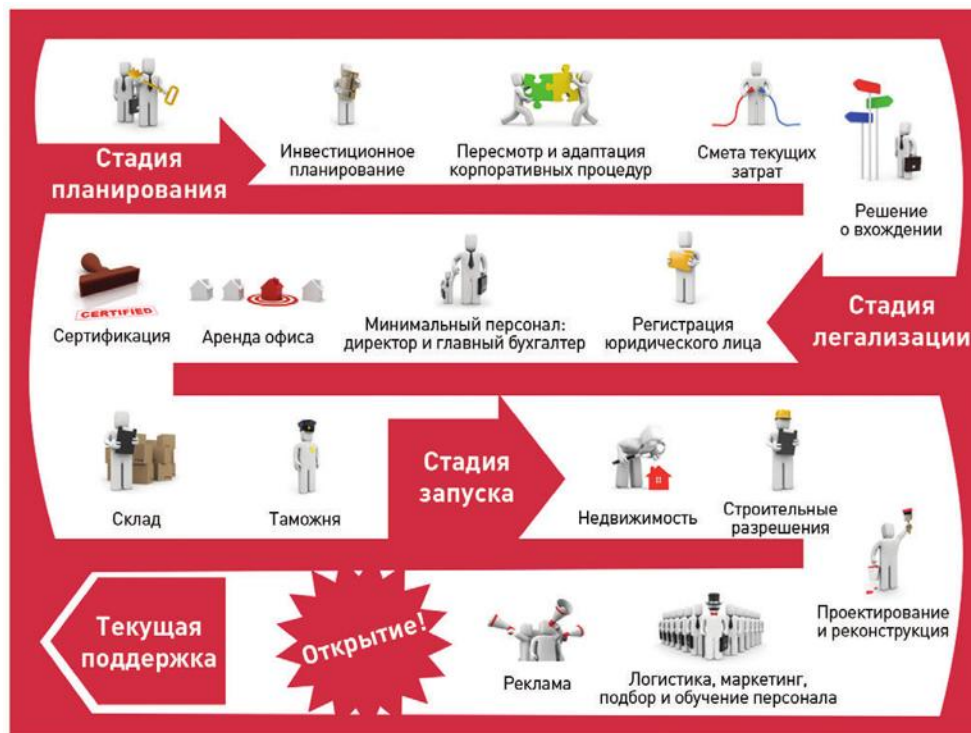 Стадия
планирования
Инвестиционное
планирование
Пересмотр и адаптация
корпоративных процедур
Смета текущих
затрат
Решение
о вхождении
Стадия
легализации
Регистрация
юридического лица
Минимальный персонал:
директор и главный бухгалтер
Аренда офиса
CERTIFIED
Сертификация
Склад
Таможня
Стадия
запуска
Недвижимость
Строительные
разрешения
Проектирование
и реконструкция
Логистика, маркетинг,
подбор и обучение персонала
Реклама
Открытие!
Текущая
поддержка